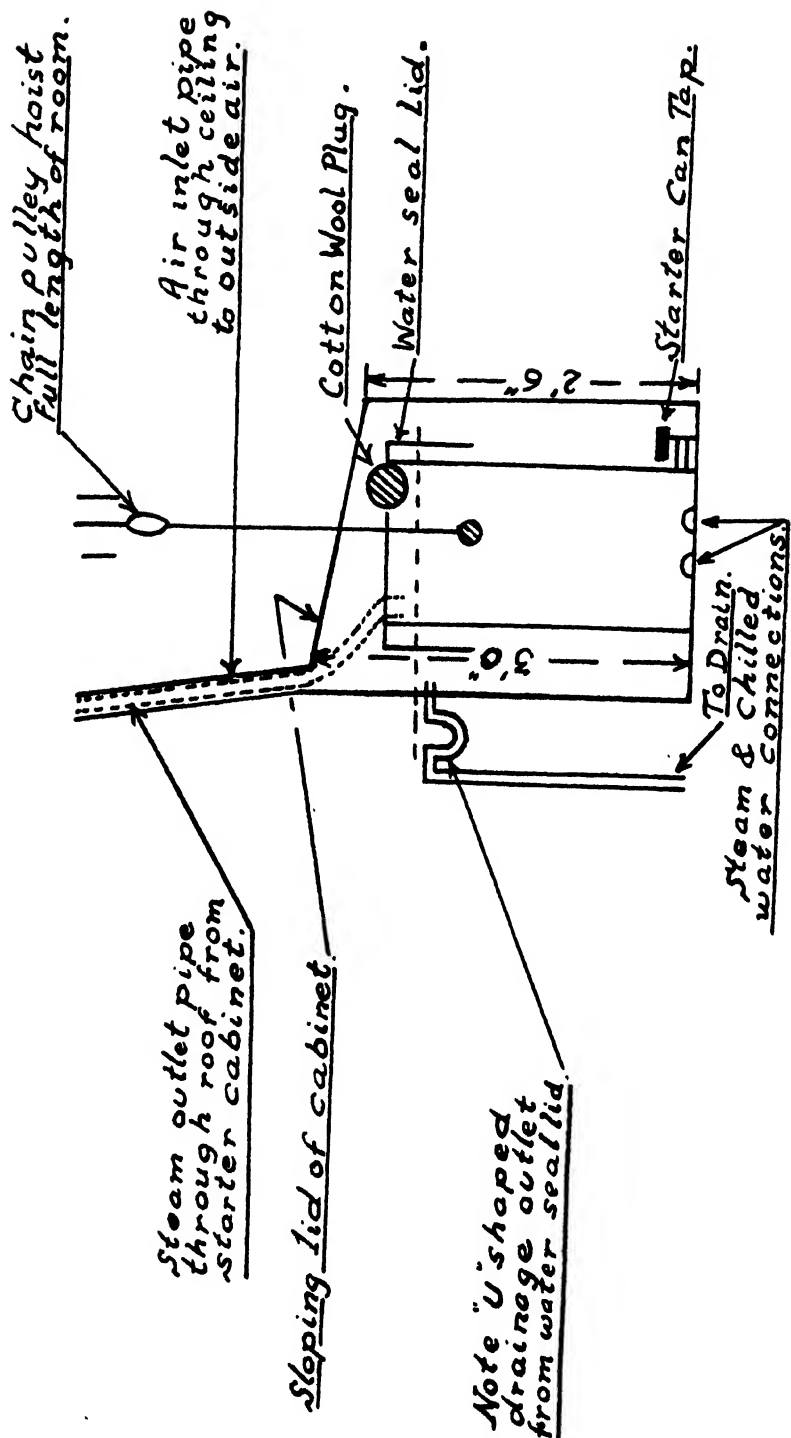 Chain pulley hoist
Full length of room.
Air inlet pipe
through ceiling
to outside air.
Cotton Wool Plug.
Water seal lid.
Starter Can Tap.
2' 6"
3' 0"
Steam outlet pipe
through roof from
starter cabinet.
Sloping lid of cabinet.
Note "U" shaped
drainage outlet
from water seal lid.
To Drain.
Steam & Chilled
water connections.